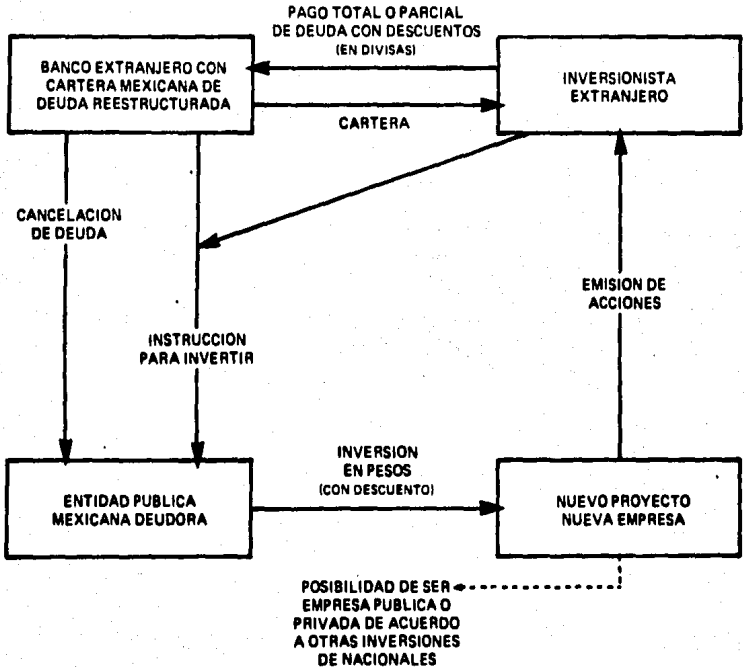 PAGO TOTAL O PARCIAL
DE DEUDA CON DESCUENTOS
(EN DIVISAS)
BANCO EXTRANJERO CON
CARTERA MEXICANA DE
DEUDA REESTRUCTURADA
INVERSIONISTA
EXTRANJERO
CARTERA
CANCELACION
DE DEUDA
EMISION DE
ACCIONES
INSTRUCCION
PARA INVERTIR
INVERSION
EN PESOS
(CON DESCUENTO)
ENTIDAD PUBLICA
MEXICANA DEUDORA
NUEVO PROYECTO
NUEVA EMPRESA
POSIBILIDAD DE SER
EMPRESA PUBLICA O
PRIVADA DE ACUERDO
A OTRAS INVERSIONES
DE NACIONALES